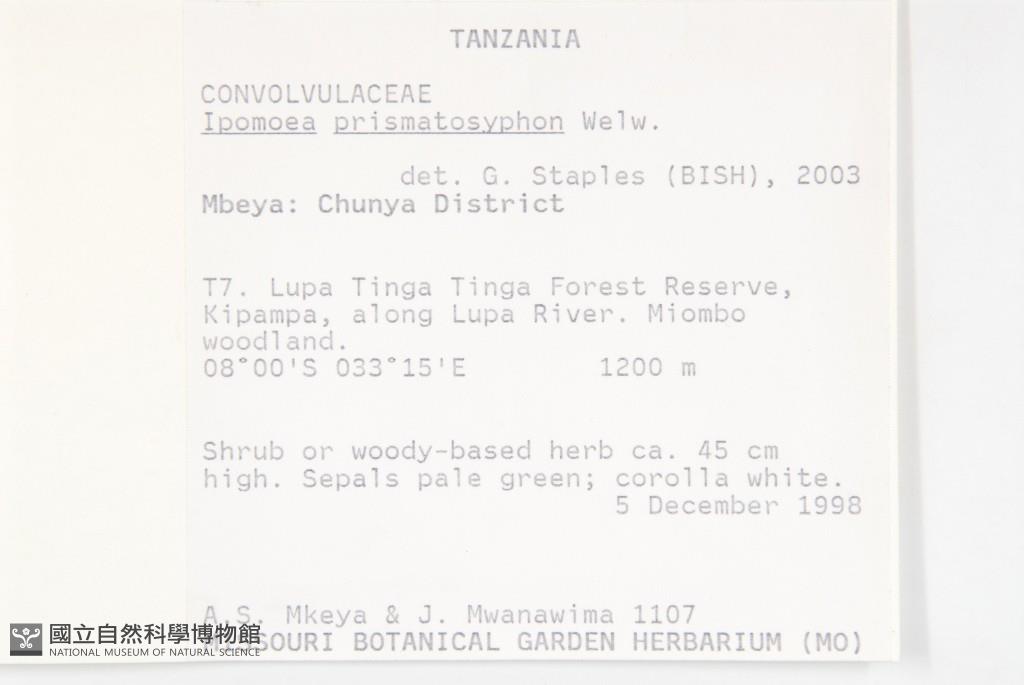 TANZANIA
CONVOLVULACEAE
Ipomoea prismatosyphon Welw.
det. G. Staples (BISH), 2003
Mbeya: Chunya District
T7. Lupa Tinga Tinga Forest Reserve,
Kipampa, along Lupa River. Miombo
woodland.
08°00'S 033°15'E 1200 m
Shrub or woody-based herb ca. 45 cm
high. Sepals pale green; corolla white.
5 December 1998
A.S. Mkeya & J. Mwanawima 1107
MISSOURI BOTANICAL GARDEN HERBARIUM (MO)
國立自然科學博物館
NATIONAL MUSEUM OF NATURAL SCIENCE